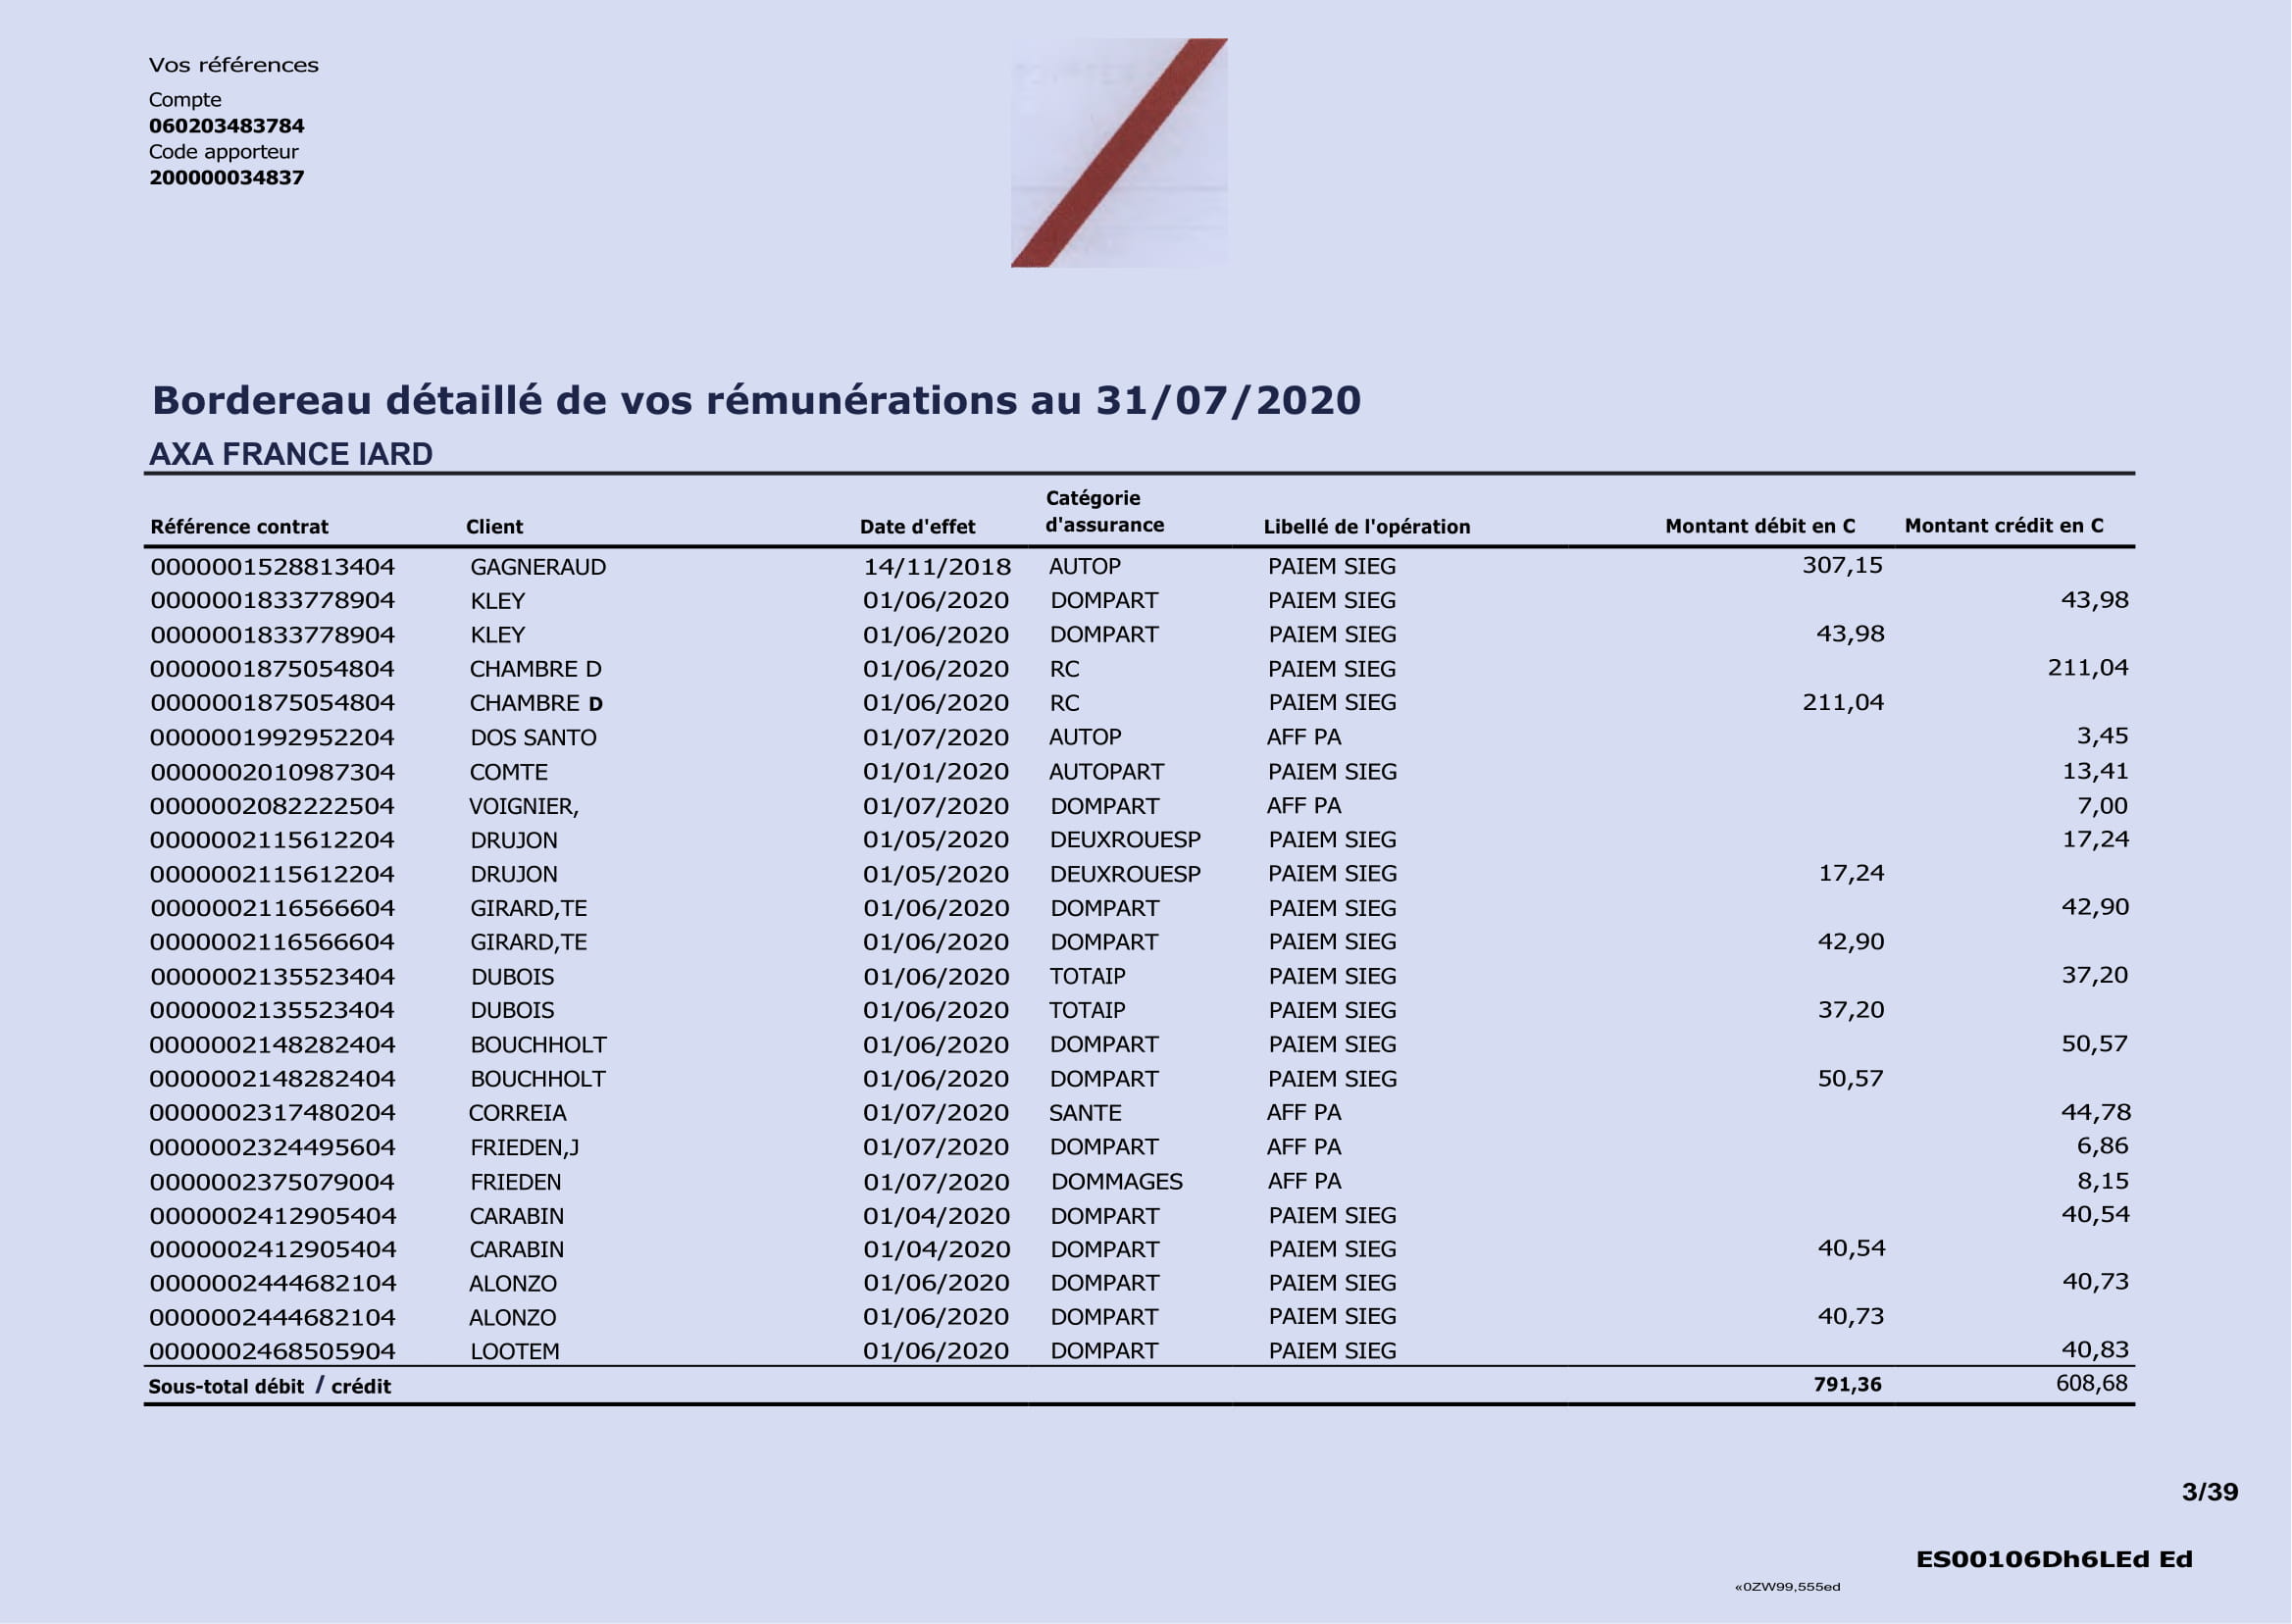 Vos références
Compte
060203483784
Code apporteur
200000034837
Bordereau détaillé de vos rémunérations au 31/07/2020
AXA FRANCE IARD
Référence contrat Client Date d'effet Catégorie d'assurance Libellé de l'opération Montant débit en C Montant crédit en C
0000001528813404 GAGNERAUD 14/11/2018 AUTOP PAIEM SIEG 307,15
0000001833778904 KLEY 01/06/2020 DOMPART PAIEM SIEG 43,98
0000001833778904 KLEY 01/06/2020 DOMPART PAIEM SIEG 43,98
0000001875054804 CHAMBRE D 01/06/2020 RC PAIEM SIEG 211,04
0000001875054804 CHAMBRE D 01/06/2020 RC PAIEM SIEG 211,04
0000001992952204 DOS SANTO 01/07/2020 AUTOP AFF PA 3,45
0000002010987304 COMTE 01/01/2020 AUTOPART PAIEM SIEG 13,41
0000002082222504 VOIGNIER, 01/07/2020 DOMPART AFF PA 7,00
0000002115612204 DRUJON 01/05/2020 DEUXROUESP PAIEM SIEG 17,24
0000002115612204 DRUJON 01/05/2020 DEUXROUESP PAIEM SIEG 17,24
0000002116566604 GIRARD,TE 01/06/2020 DOMPART PAIEM SIEG 42,90
0000002116566604 GIRARD,TE 01/06/2020 DOMPART PAIEM SIEG 42,90
0000002135523404 DUBOIS 01/06/2020 TOTAIP PAIEM SIEG 37,20
0000002135523404 DUBOIS 01/06/2020 TOTAIP PAIEM SIEG 37,20
0000002148282404 BOUCHHOLT 01/06/2020 DOMPART PAIEM SIEG 50,57
0000002148282404 BOUCHHOLT 01/06/2020 DOMPART PAIEM SIEG 50,57
0000002317480204 CORREIA 01/07/2020 SANTE AFF PA 44,78
0000002324495604 FRIEDEN,J 01/07/2020 DOMPART AFF PA 6,86
0000002375079004 FRIEDEN 01/07/2020 DOMMAGES AFF PA 8,15
0000002412905404 CARABIN 01/04/2020 DOMPART PAIEM SIEG 40,54
0000002412905404 CARABIN 01/04/2020 DOMPART PAIEM SIEG 40,54
0000002444682104 ALONZO 01/06/2020 DOMPART PAIEM SIEG 40,73
0000002444682104 ALONZO 01/06/2020 DOMPART PAIEM SIEG 40,73
0000002468505904 LOOTEM 01/06/2020 DOMPART PAIEM SIEG 40,83
Sous-total débit / crédit 791,36 608,68
3/39
ES00106Dh6LEd Ed
«0ZW99,555ed